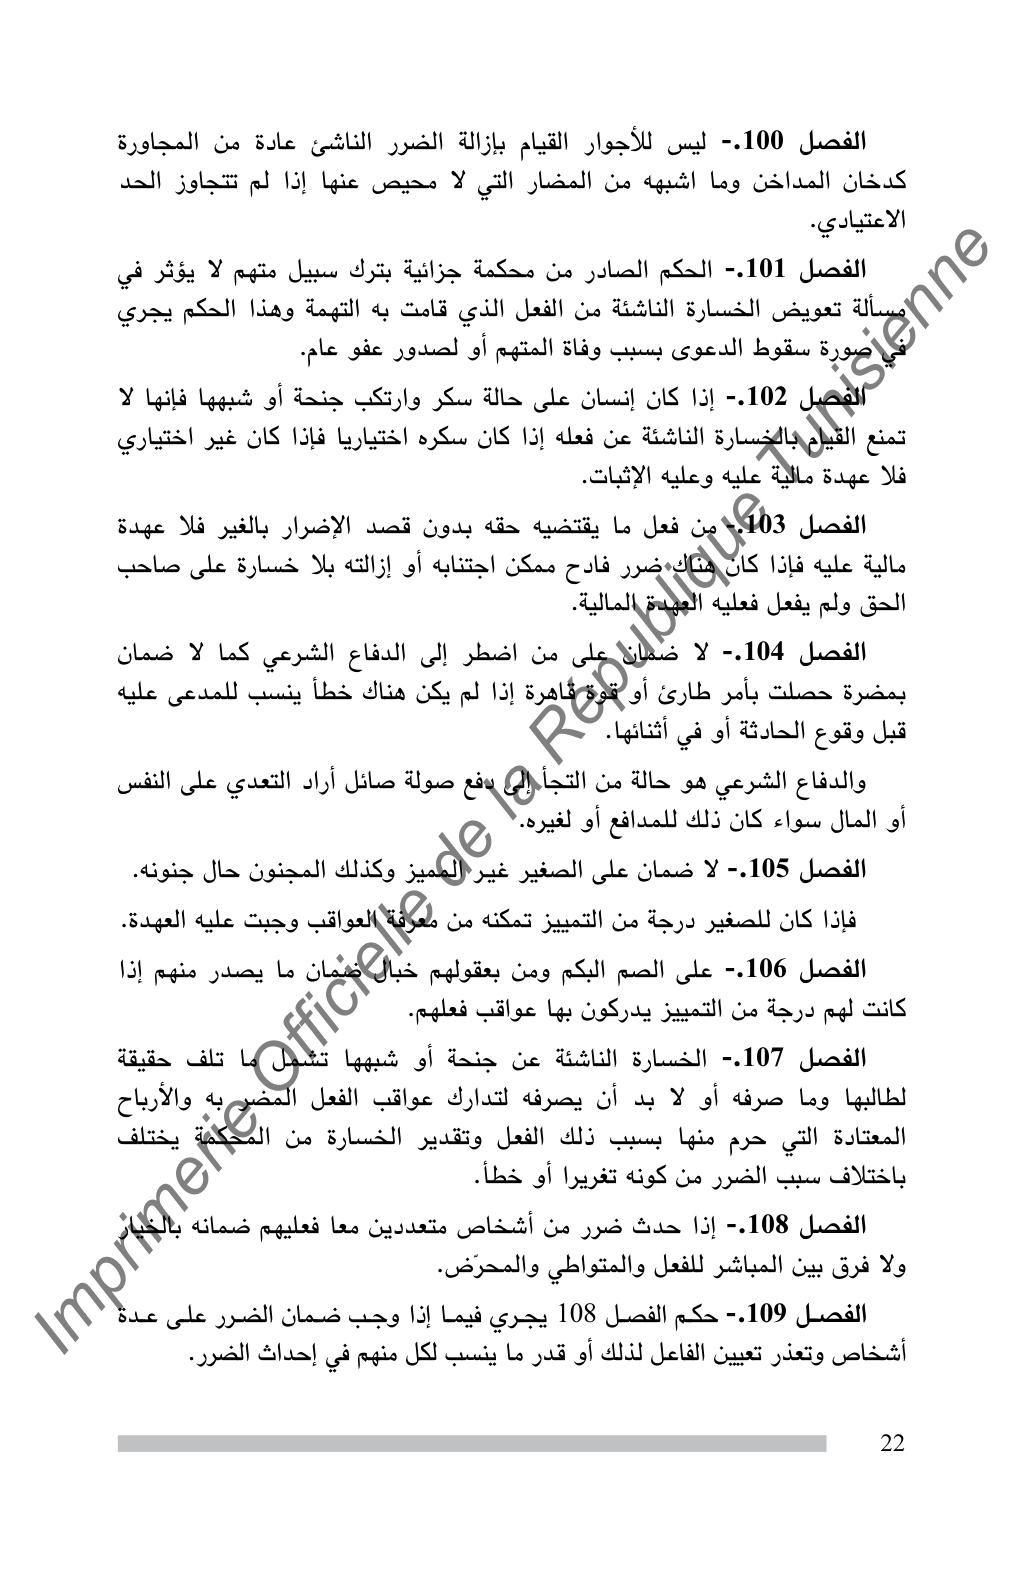 الفصل 100.- ليس للأجوار القيام بإزالة الضرر الناشئ عادة من المجاورة
كدخان المداخن وما اشبهه من المضار التي لا محيص عنها إذا لم تتجاوز الحد
الاعتيادي.
الفصل 101.- الحكم الصادر من محكمة جزائية بترك سبيل متهم لا يؤثر في
مسألة تعويض الخسارة الناشئة من الفعل الذي قامت به التهمة وهذا الحكم يجري
في صورة سقوط الدعوى بسبب وفاة المتهم أو لصدور عفو عام.
الفصل 102.- إذا كان إنسان على حالة سكر وارتكب جنحة أو شبهها فإنها لا
تمنع القيام بالخسارة الناشئة عن فعله إذا كان سكره اختياريا فإذا كان غير اختياري
فلا عهدة مالية عليه وعليه الإثبات.
الفصل 103.- من فعل ما يقتضيه حقه بدون قصد الإضرار بالغير فلا عهدة
مالية عليه فإذا كان هناك ضرر فادح ممكن اجتنابه أو إزالته بلا خسارة على صاحب
الحق ولم يفعل فعليه العهدة المالية.
الفصل 104.- لا ضمان على من اضطر إلى الدفاع الشرعي كما لا ضمان
بمضرة حصلت بأمر طارئ أو قوة قاهرة إذا لم يكن هناك خطأ ينسب للمدعى عليه
قبل وقوع الحادثة أو في أثنائها.
والدفاع الشرعي هو حالة من التجأ إلى دفع صولة صائل أراد التعدي على النفس
أو المال سواء كان ذلك للمدافع أو لغيره.
الفصل 105.- لا ضمان على الصغير غير المميز وكذلك المجنون حال جنونه.
فإذا كان للصغير درجة من التمييز تمكنه من معرفة العواقب وجبت عليه العهدة.
الفصل 106.- على الصم البكم ومن بعقولهم خبال ضمان ما يصدر منهم إذا
كانت لهم درجة من التمييز يدركون بها عواقب فعلهم.
الفصل 107.- الخسارة الناشئة عن جنحة أو شبهها تشمل ما تلف حقيقة
لطالبها وما صرفه أو لا بد أن يصرفه لتدارك عواقب الفعل المضر به والأرباح
المعتادة التي حرم منها بسبب ذلك الفعل وتقدير الخسارة من المحكمة يختلف
باختلاف سبب الضرر من كونه تغريرا أو خطأ.
الفصل 108.- إذا حدث ضرر من أشخاص متعددين معا فعليهم ضمانه بالخيار
ولا فرق بين المباشر للفعل والمتواطي والمحرّض.
الفصل 109.- حكم الفصل 108 يجري فيما إذا وجب ضمان الضرر على عدة
أشخاص وتعذر تعيين الفاعل لذلك أو قدر ما ينسب لكل منهم في إحداث الضرر.
22
Imprimerie Officielle de la République Tunisienne